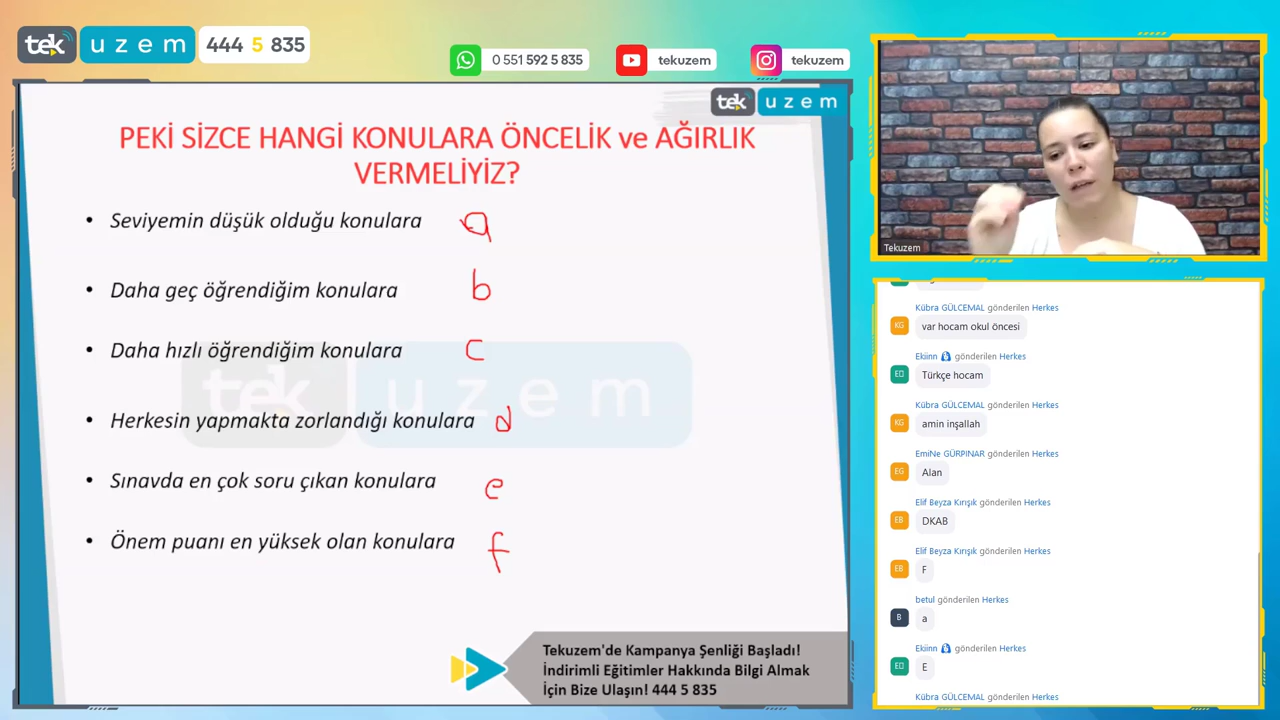 tek uzem 444 5 835
0 551 592 5 835
tekuzem
tekuzem
tek uzem
PEKİ SİZCE HANGİ KONULARA ÖNCELİK ve AĞIRLIK
VERMELİYİZ?
• Seviyemin düşük olduğu konulara a
• Daha geç öğrendiğim konulara b
• Daha hızlı öğrendiğim konulara c
tek uzem
• Herkesin yapmakta zorlandığı konulara d
• Sınavda en çok soru çıkan konulara e
• Önem puanı en yüksek olan konulara f
Tekuzem'de Kampanya Şenliği Başladı!
İndirimli Eğitimler Hakkında Bilgi Almak
İçin Bize Ulaşın! 444 5 835
Tekuzem
Kübra GÜLCEMAL gönderilen Herkes
KG var hocam okul öncesi
Ekiinn gönderilen Herkes
Türkçe hocam
Kübra GÜLCEMAL gönderilen Herkes
KG amin inşallah
EmiNe GÜRPINAR gönderilen Herkes
EG Alan
Elif Beyza Kırışık gönderilen Herkes
EB DKAB
Elif Beyza Kırışık gönderilen Herkes
EB F
betul gönderilen Herkes
B a
Ekiinn gönderilen Herkes
E
Kübra GÜLCEMAL gönderilen Herkes